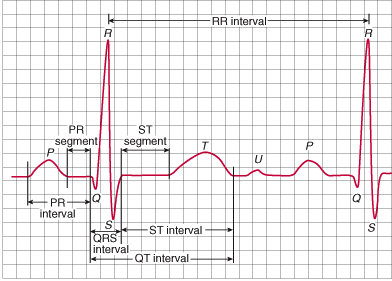 RR interval
R
R
PR
segment
ST
segment
P
T
U
P
Q
Q
PR
interval
S
S
QRS
interval
ST interval
QT interval